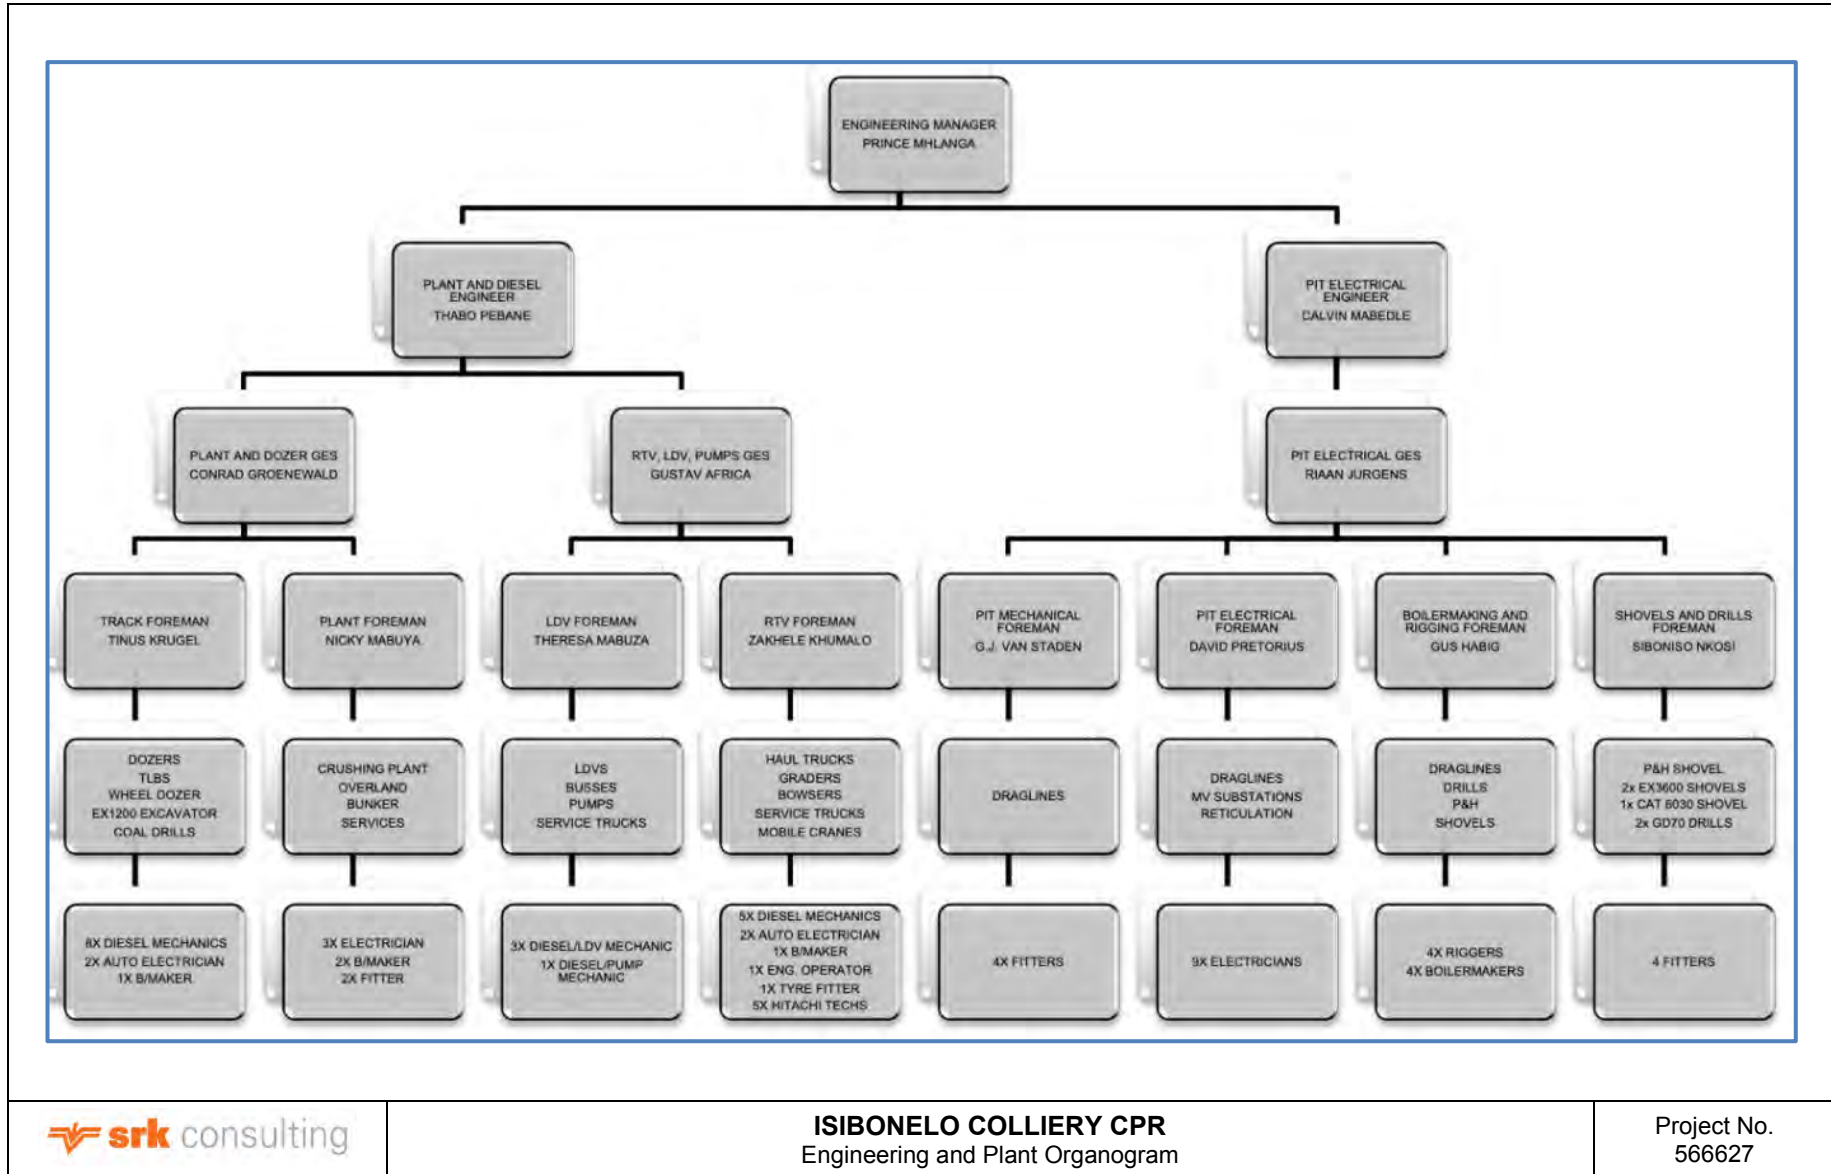 ENGINEERING MANAGER
PRINCE MHLANGA
PLANT AND DIESEL
ENGINEER
THABO PEBANE
PIT ELECTRICAL
ENGINEER
CALVIN MABEDLE
PLANT AND DOZER GES
CONRAD GROENEWALD
RTV, LDV, PUMPS GES
GUSTAV AFRICA
PIT ELECTRICAL GES
RIAAN JURGENS
TRACK FOREMAN
TINUS KRUGEL
PLANT FOREMAN
NICKY MABUYA
LDV FOREMAN
THERESA MABUZA
RTV FOREMAN
ZAKHELE KHUMALO
PIT MECHANICAL
FOREMAN
G.J. VAN STADEN
PIT ELECTRICAL
FOREMAN
DAVID PRETORIUS
BOILERMAKING AND
RIGGING FOREMAN
GUS HABIG
SHOVELS AND DRILLS
FOREMAN
SIBONISO NKOSI
DOZERS
TLBS
WHEEL DOZER
EX1200 EXCAVATOR
COAL DRILLS
CRUSHING PLANT
OVERLAND
BUNKER
SERVICES
LDVS
BUSSES
PUMPS
SERVICE TRUCKS
HAUL TRUCKS
GRADERS
BOWSERS
SERVICE TRUCKS
MOBILE CRANES
DRAGLINES
DRAGLINES
MV SUBSTATIONS
RETICULATION
DRAGLINES
DRILLS
P&H
SHOVELS
P&H SHOVEL
2x EX3600 SHOVELS
1x CAT 6030 SHOVEL
2x GD70 DRILLS
DIESEL MECHANICS
2X AUTO ELECTRICIAN
1X B/MAKER
3X ELECTRICIAN
2X B/MAKER
2X FITTER
3X DIESEL/LDV MECHANIC
1X DIESEL/PUMP
MECHANIC
5X DIESEL MECHANICS
2X AUTO ELECTRICIAN
1X B/MAKER
1X ENG. OPERATOR
1X TYRE FITTER
5X HITACHI TECHS
4X FITTERS
9X ELECTRICIANS
4X RIGGERS
4X BOILERMAKERS
4 FITTERS
srk consulting
ISIBONELO COLLIERY CPR
Engineering and Plant Organogram
Project No.
566627